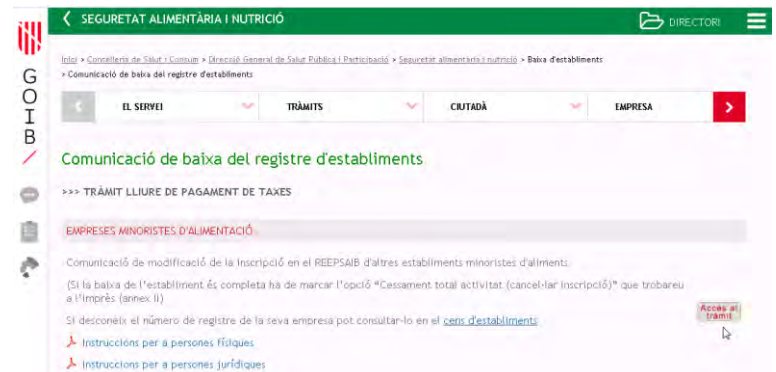 SEGURETAT ALIMENTÀRIA I NUTRICIÓ
DIRECTORI
Inici > Conselleria de Salut i Consum > Direcció General de Salut Pública i Participació > Seguretat alimentària i nutrició > Baixa d'establiments
> Comunicació de baixa del registre d'establiments
GOIB
EL SERVEI
TRÀMITS
CIUTADÀ
EMPRESA
Comunicació de baixa del registre d'establiments
>>> TRÀMIT LLIURE DE PAGAMENT DE TAXES
EMPRESES MINORISTES D'ALIMENTACIÓ
Comunicació de modificació de la inscripció en el REEPSAIB d'altres establiments minoristes d'aliments.
(Si la baixa de l'establiment és completa ha de marcar l'opció "Cessament total activitat (cancel·lar inscripció)" que trobareu
a l'imprès (annex ii)
Si desconeix el número de registre de la seva empresa pot consultar-lo en el cens d'establiments
Accés al
tràmit
Instruccions per a persones físiques
Instruccions per a persones jurídiques